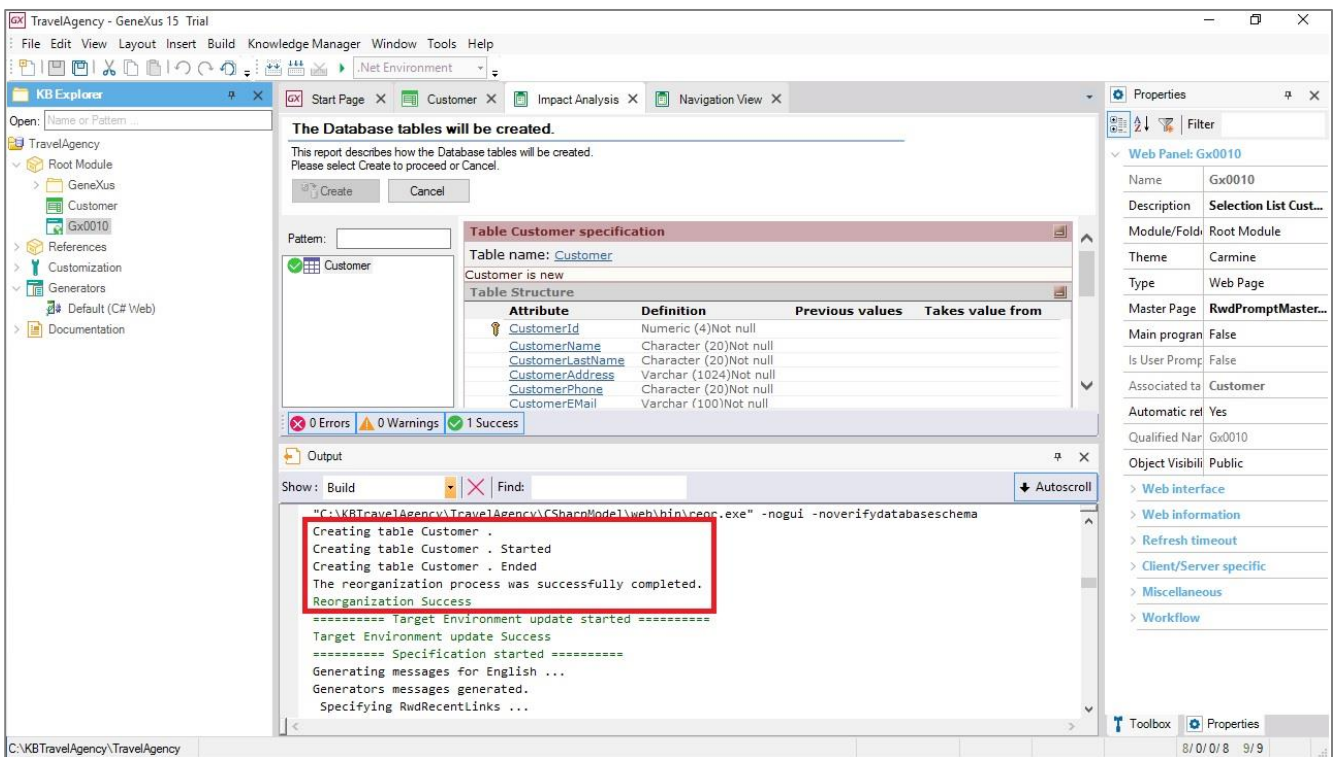 TravelAgency - GeneXus 15 Trial
File Edit View Layout Insert Build Knowledge Manager Window Tools Help
.Net Environment
KB Explorer
Open: Name or Pattern ...
TravelAgency
Root Module
GeneXus
Customer
Gx0010
References
Customization
Generators
Default (C# Web)
Documentation
Start Page Customer Impact Analysis Navigation View
The Database tables will be created.
This report describes how the Database tables will be created.
Please select Create to proceed or Cancel.
Create Cancel
Pattern:
Customer
Table Customer specification
Table name: Customer
Customer is new
Table Structure
Attribute Definition Previous values Takes value from
CustomerId Numeric (4)Not null
CustomerName Character (20)Not null
CustomerLastName Character (20)Not null
CustomerAddress Varchar (1024)Not null
CustomerPhone Character (20)Not null
CustomerEMail Varchar (100)Not null
0 Errors 0 Warnings 1 Success
Output
Show: Build Find: Autoscroll
"C:\KBTravelAgency\TravelAgency\CSharpModel\web\bin\reor.exe" -nogui -noverifydatabaseschema
Creating table Customer .
Creating table Customer . Started
Creating table Customer . Ended
The reorganization process was successfully completed.
Reorganization Success
========== Target Environment update started ==========
Target Environment update Success
========== Specification started ==========
Generating messages for English ...
Generators messages generated.
Specifying RwdRecentLinks ...
Properties
Filter
Web Panel: Gx0010
Name Gx0010
Description Selection List Cust...
Module/Fold Root Module
Theme Carmine
Type Web Page
Master Page RwdPromptMaster...
Main program False
Is User Promp False
Associated ta Customer
Automatic ref Yes
Qualified Nar Gx0010
Object Visibili Public
Web interface
Web information
Refresh timeout
Client/Server specific
Miscellaneous
Workflow
Toolbox Properties
C:\KBTravelAgency\TravelAgency 8/0/0/8 9/9